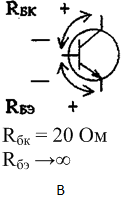 RБК +
—
—
RБЭ +
Rбк = 20 Ом
Rбэ →∞
В